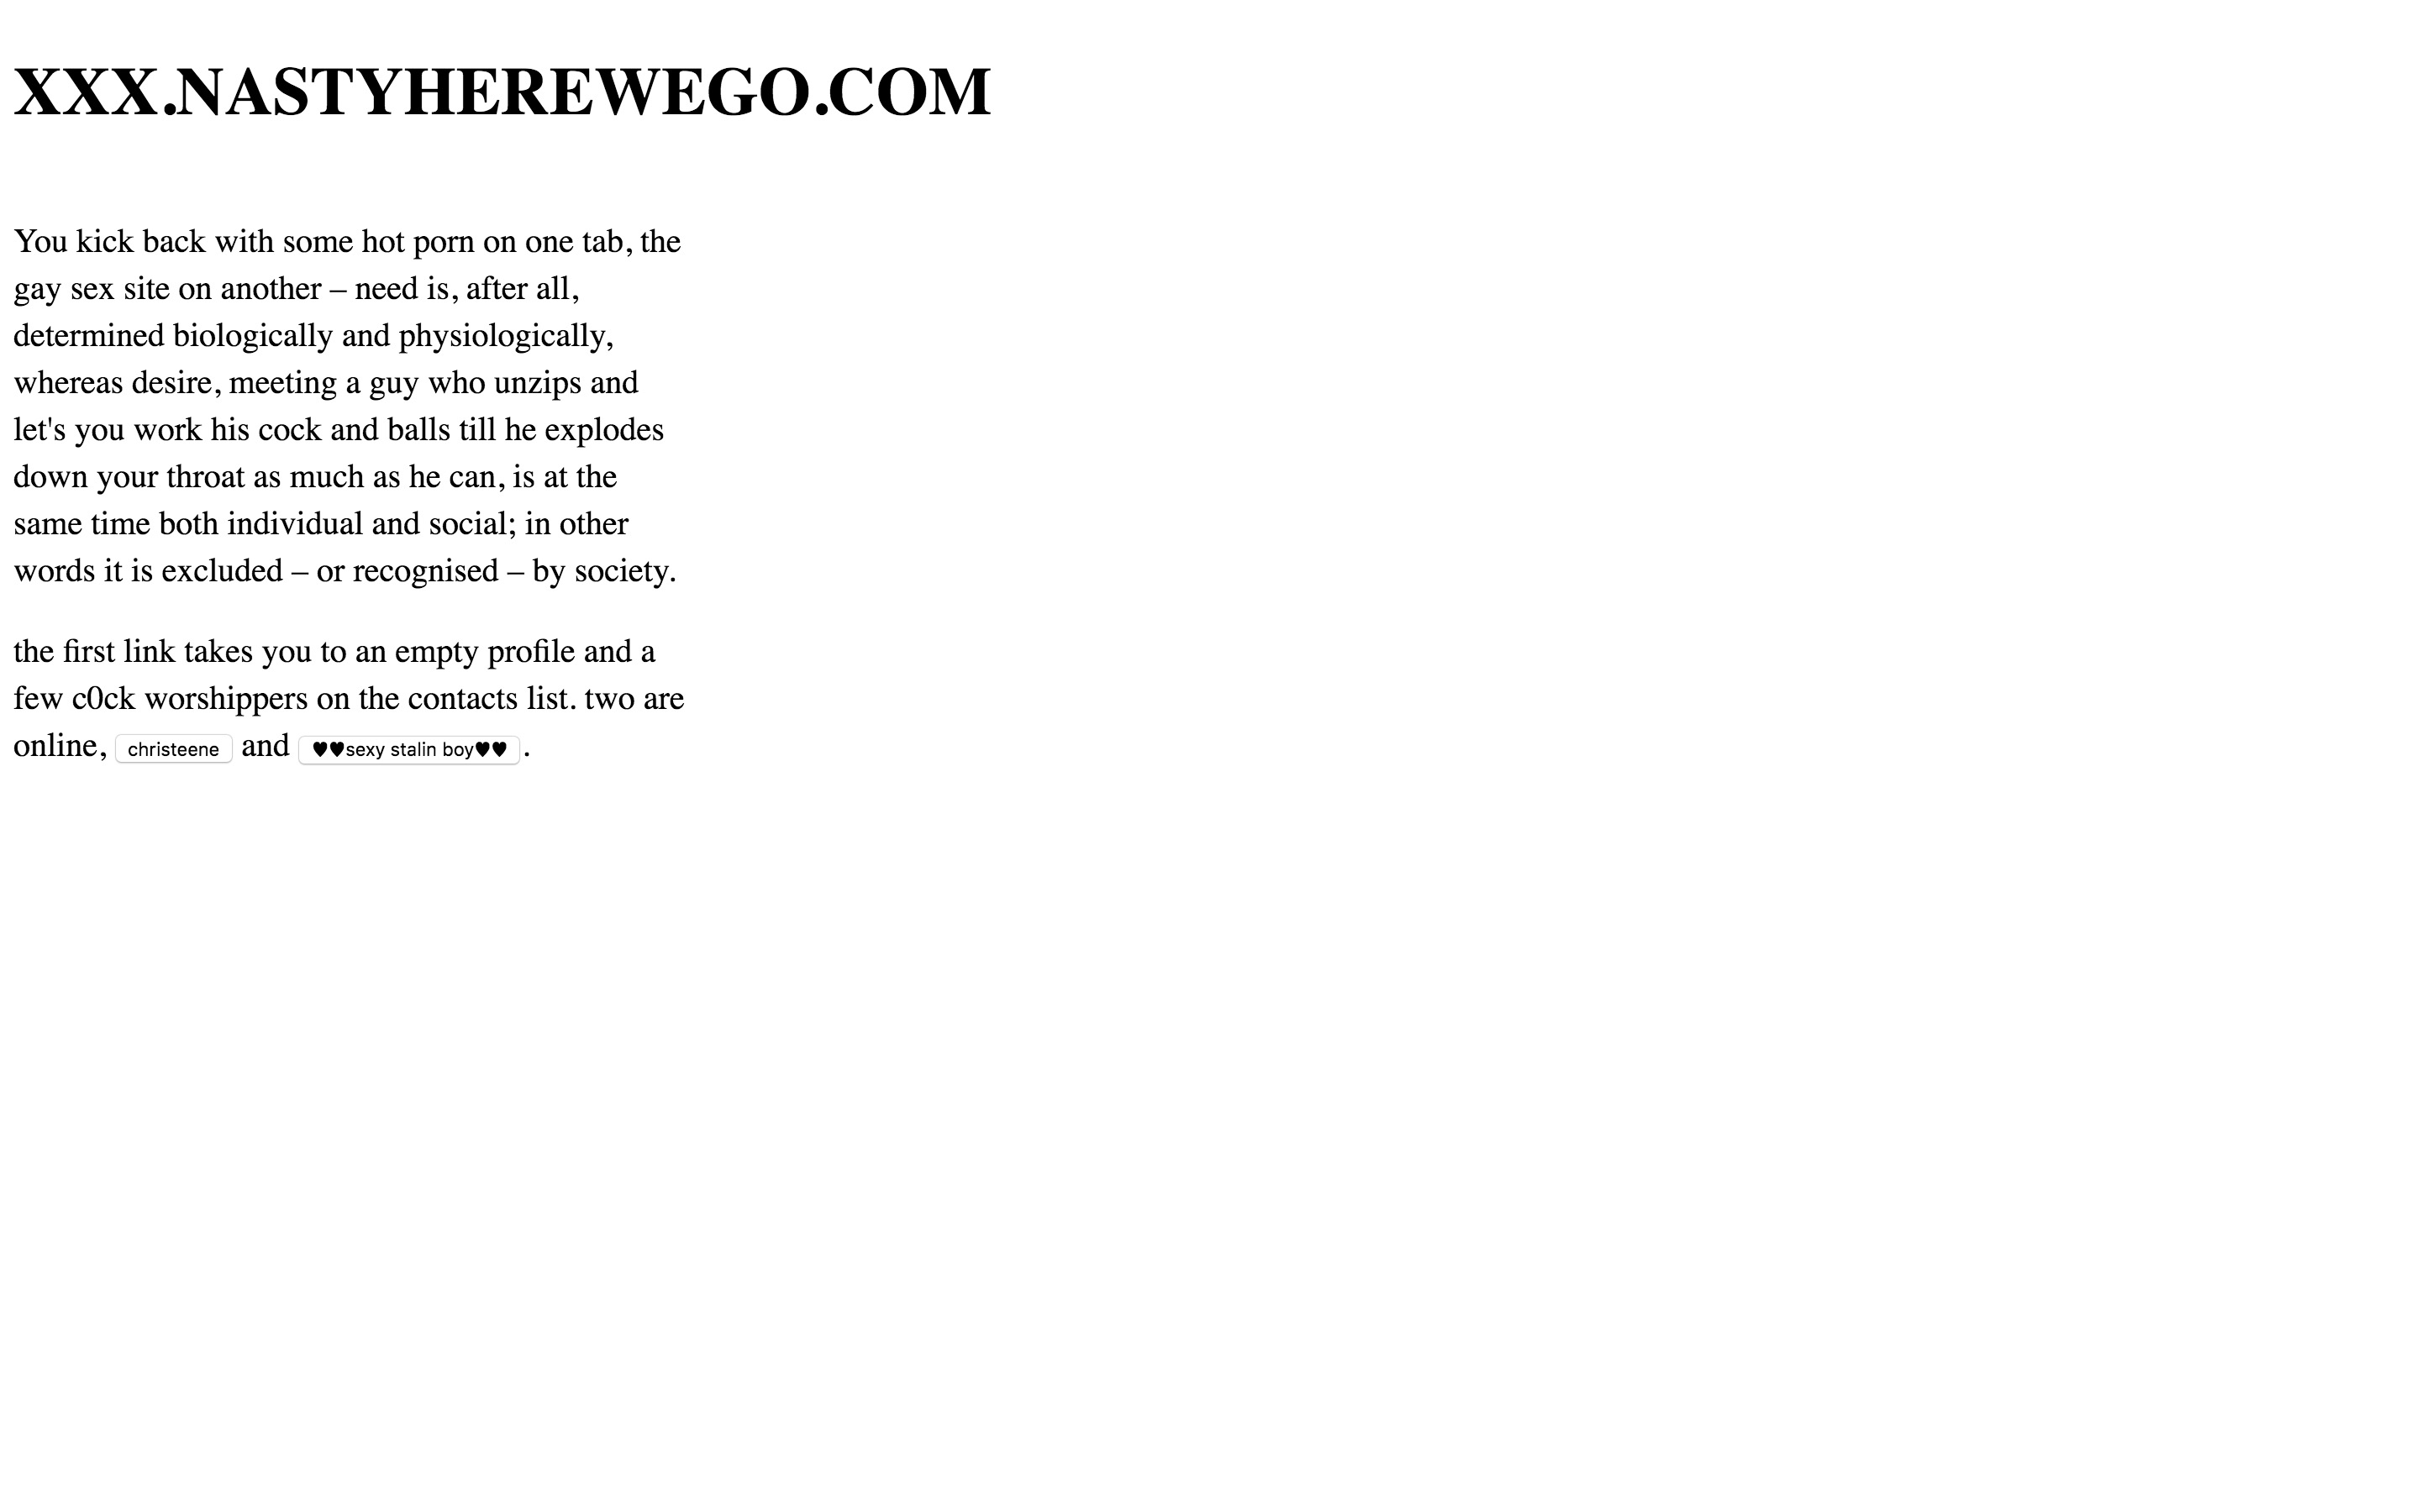 XXX.NASTYHEREWEGO.COM
You kick back with some hot porn on one tab, the
gay sex site on another – need is, after all,
determined biologically and physiologically,
whereas desire, meeting a guy who unzips and
let's you work his cock and balls till he explodes
down your throat as much as he can, is at the
same time both individual and social; in other
words it is excluded – or recognised – by society.
the first link takes you to an empty profile and a
few c0ck worshippers on the contacts list. two are
online, christeene and ♥♥sexy stalin boy♥♥ .